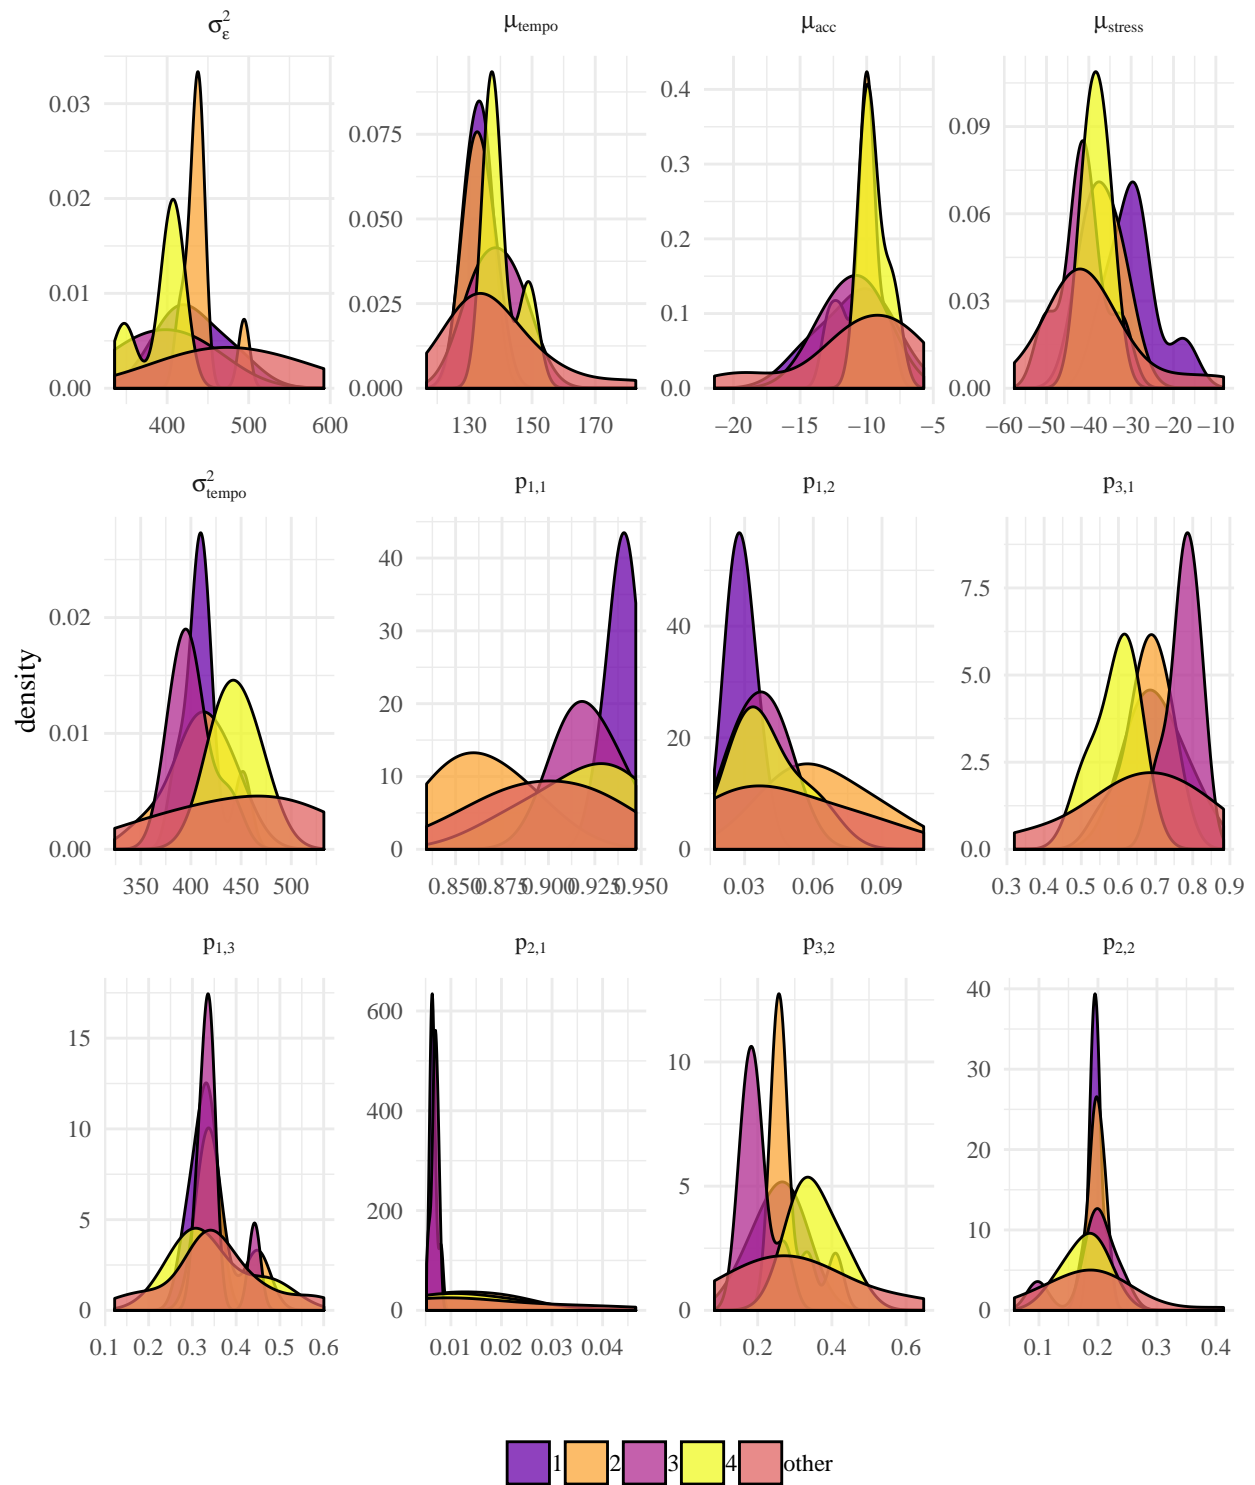 σ²ε μtempo μacc μstress
0.03 0.02 0.01 0.00
400 500 600
0.075 0.050 0.025 0.000
130 150 170
0.4 0.3 0.2 0.1 0.0
−20 −15 −10 −5
0.09 0.06 0.03 0.00
−60 −50 −40 −30 −20 −10
density
σ²tempo p1,1 p1,2 p3,1
0.02 0.01 0.00
350 400 450 500
40 30 20 10 0
0.850 0.875 0.900 0.925 0.950
40 20 0
0.03 0.06 0.09
7.5 5.0 2.5 0.0
0.3 0.4 0.5 0.6 0.7 0.8 0.9
p1,3 p2,1 p3,2 p2,2
15 10 5 0
0.1 0.2 0.3 0.4 0.5 0.6
600 400 200 0
0.01 0.02 0.03 0.04
10 5 0
0.2 0.4 0.6
40 30 20 10 0
0.1 0.2 0.3 0.4
1 2 3 4 other